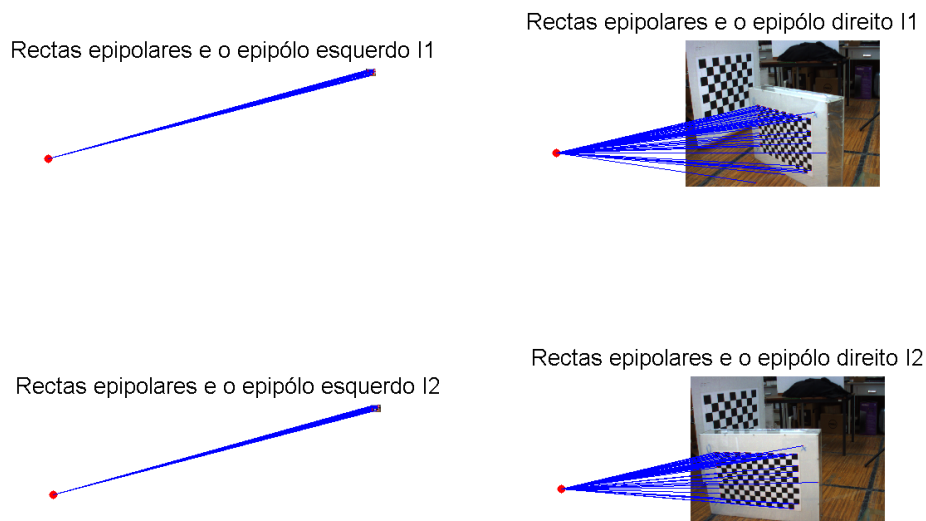 Rectas epipolares e o epipólo esquerdo I1
Rectas epipolares e o epipólo direito I1
Rectas epipolares e o epipólo esquerdo I2
Rectas epipolares e o epipólo direito I2